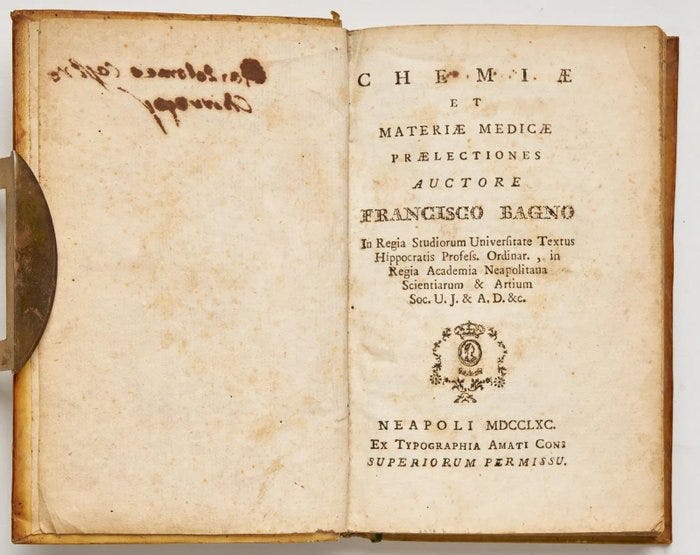 CHEMIÆ
ET
MATERIÆ MEDICÆ
PRÆLECTIONES
AUCTORE
FRANCISCO BAGNO
In Regia Studiorum Univerſitate Textus
Hippocratis Profeſs. Ordinar. , in
Regia Academia Neapolitana
Scientiarum & Artium
Soc. U. J. & A. D. &c.
NEAPOLI MDCCLXC.
EX TYPOGRAPHIA AMATI CONS
SUPERIORUM PERMISSU.